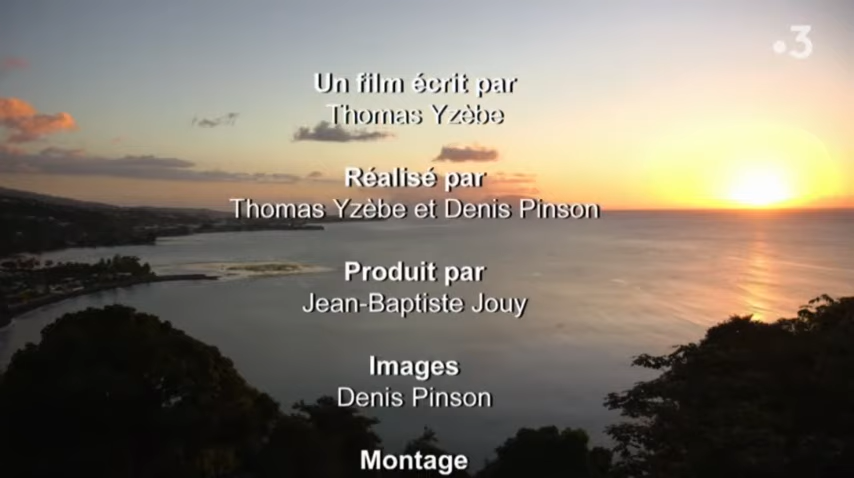 3
Un film écrit par
Thomas Yzèbe
Réalisé par
Thomas Yzèbe et Denis Pinson
Produit par
Jean-Baptiste Jouy
Images
Denis Pinson
Montage